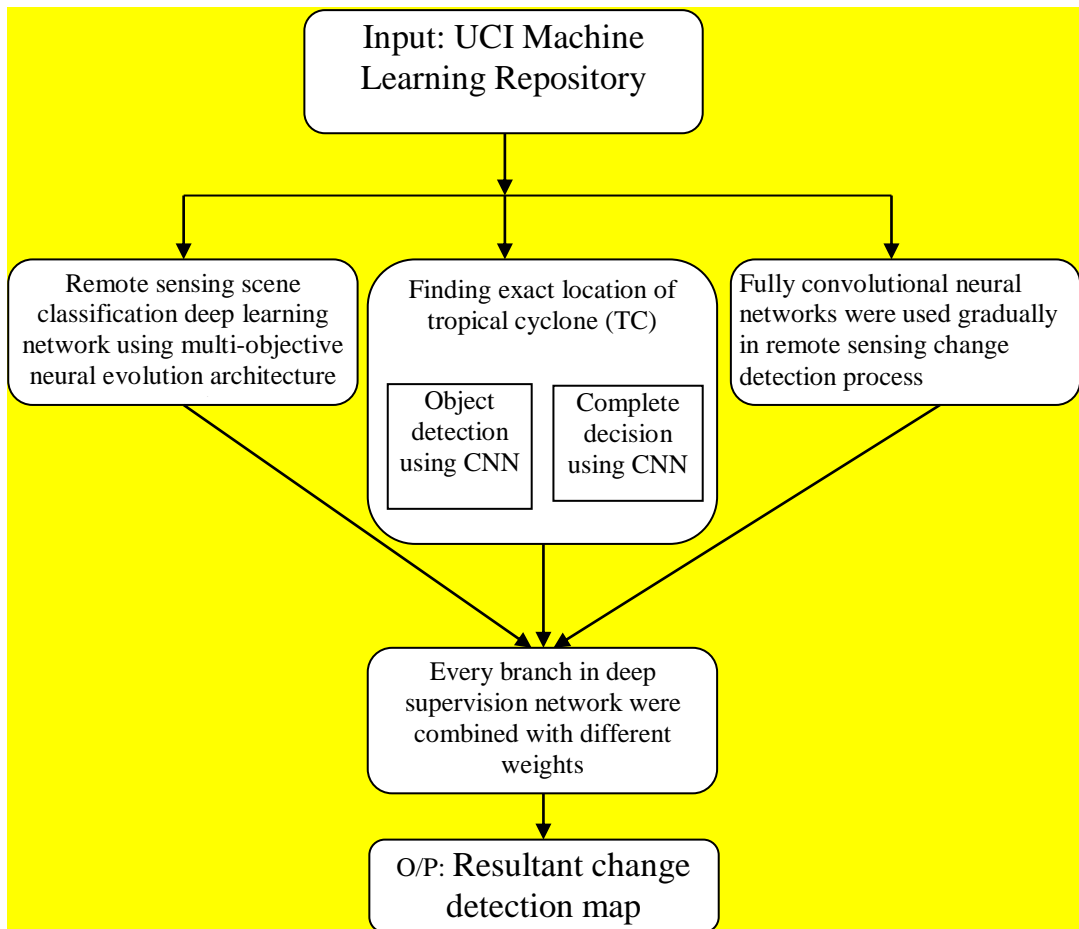 Input: UCI Machine
Learning Repository
Remote sensing scene
classification deep learning
network using multi-objective
neural evolution architecture
Finding exact location of
tropical cyclone (TC)
Object
detection
using CNN
Complete
decision
using CNN
Fully convolutional neural
networks were used gradually
in remote sensing change
detection process
Every branch in deep
supervision network were
combined with different
weights
O/P: Resultant change
detection map